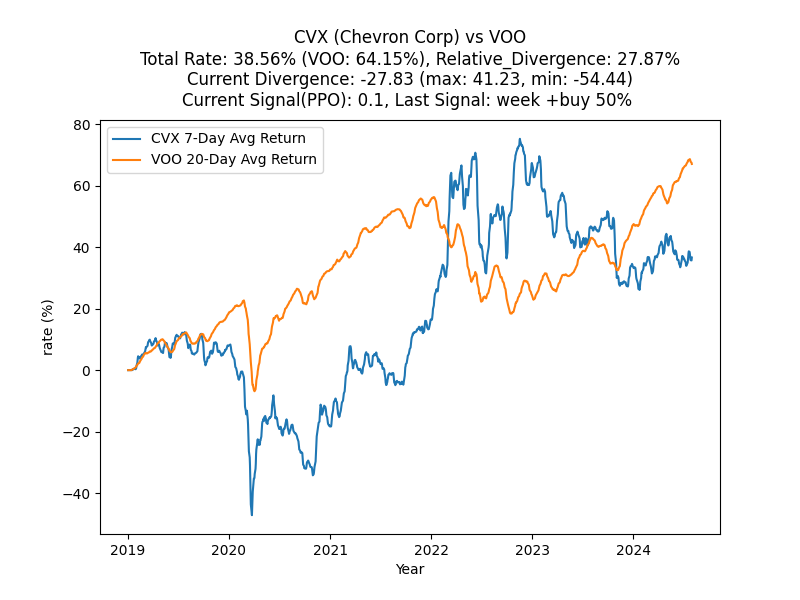 CVX (Chevron Corp) vs VOO
Total Rate: 38.56% (VOO: 64.15%), Relative_Divergence: 27.87%
Current Divergence: -27.83 (max: 41.23, min: -54.44)
Current Signal(PPO): 0.1, Last Signal: week +buy 50%
CVX 7-Day Avg Return
VOO 20-Day Avg Return
80
60
40
20
0
−20
−40
rate (%)
2019 2020 2021 2022 2023 2024
Year